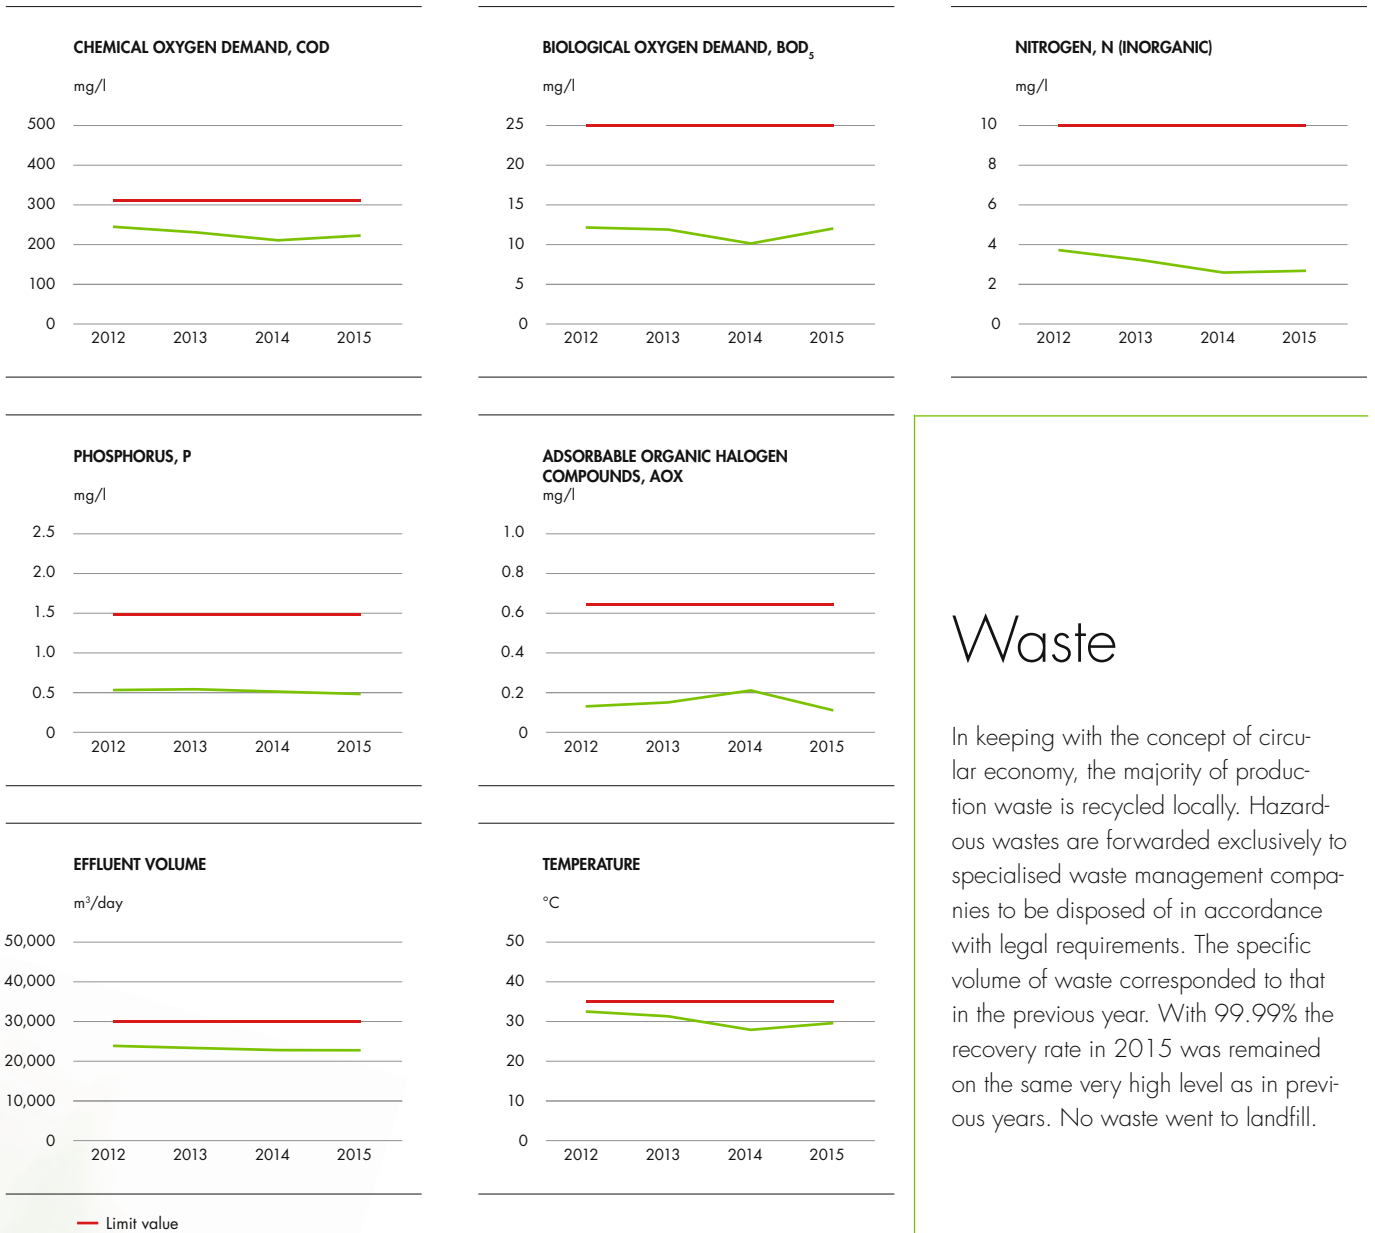 CHEMICAL OXYGEN DEMAND, COD
mg/l
500
400
300
200
100
0
2012 2013 2014 2015
BIOLOGICAL OXYGEN DEMAND, BOD5
mg/l
25
20
15
10
5
0
2012 2013 2014 2015
NITROGEN, N (INORGANIC)
mg/l
10
8
6
4
2
0
2012 2013 2014 2015
PHOSPHORUS, P
mg/l
2.5
2.0
1.5
1.0
0.5
0
2012 2013 2014 2015
ADSORBABLE ORGANIC HALOGEN
COMPOUNDS, AOX
mg/l
1.0
0.8
0.6
0.4
0.2
0
2012 2013 2014 2015
EFFLUENT VOLUME
m³/day
50,000
40,000
30,000
20,000
10,000
0
2012 2013 2014 2015
Limit value
TEMPERATURE
°C
50
40
30
20
10
0
2012 2013 2014 2015
Waste
In keeping with the concept of circu-
lar economy, the majority of produc-
tion waste is recycled locally. Hazard-
ous wastes are forwarded exclusively to
specialised waste management compa-
nies to be disposed of in accordance
with legal requirements. The specific
volume of waste corresponded to that
in the previous year. With 99.99% the
recovery rate in 2015 was remained
on the same very high level as in previ-
ous years. No waste went to landfill.